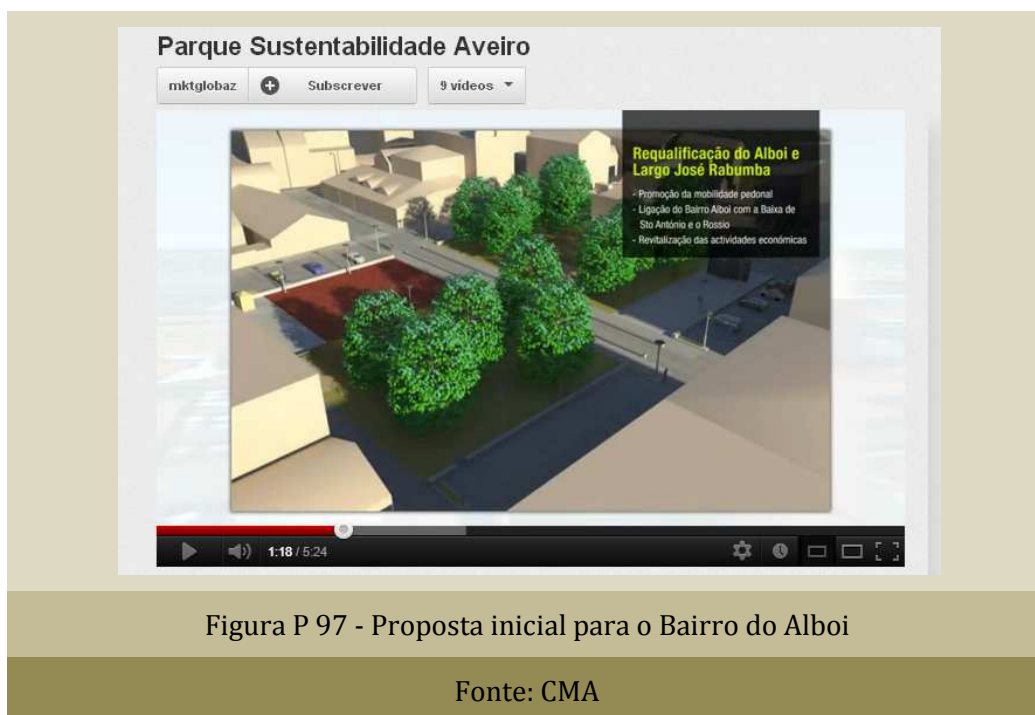 Parque Sustentabilidade Aveiro
mktglobaz Subscrever 9 vídeos
Requalificação do Alboi e
Largo José Rabumba
- Promoção da mobilidade pedonal
- Ligação do Bairro Alboi com a Baixa de
Sto António e o Rossio
- Revitalização das actividades económicas
1:18 / 5:24
Figura P 97 - Proposta inicial para o Bairro do Alboi
Fonte: CMA